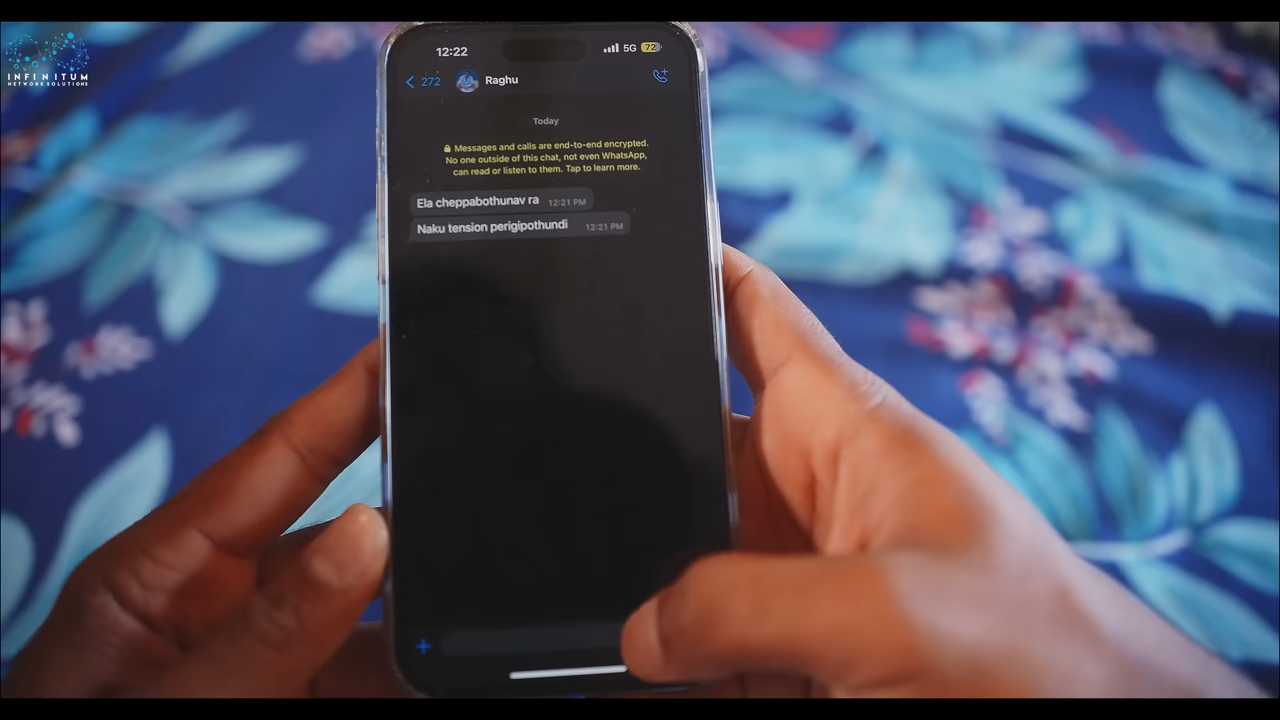 INFINITUM
NETWORK SOLUTIONS
12:22
5G 72
272
Raghu
Today
Messages and calls are end-to-end encrypted.
No one outside of this chat, not even WhatsApp,
can read or listen to them. Tap to learn more.
Ela cheppabothunav ra 12:21 PM
Naku tension perigipothundi 12:21 PM